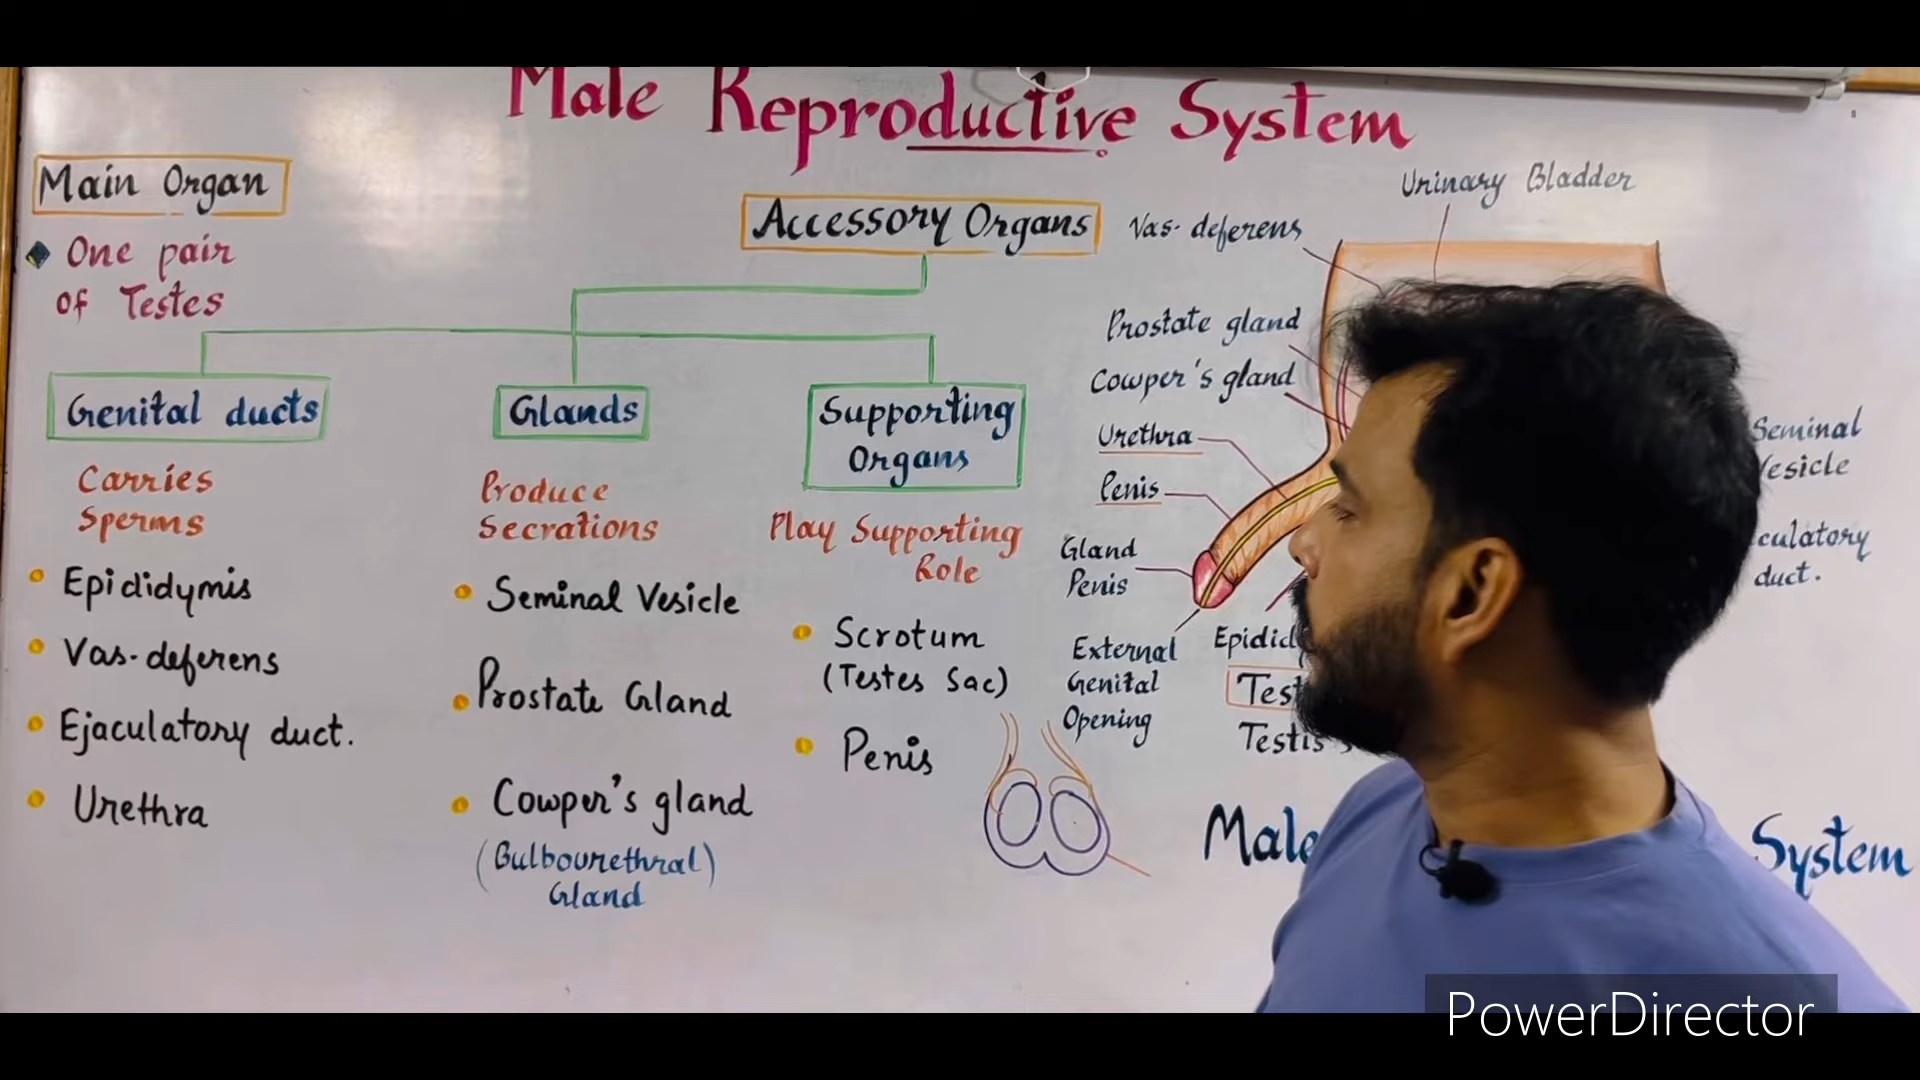 Male Reproductive System
Main Organ
One pair
of Testes
Accessory Organs
Genital ducts
Carries
Sperms
Epididymis
Vas-deferens
Ejaculatory duct.
Urethra
Glands
Produce
Secrations
Seminal Vesicle
Prostate Gland
Cowper's gland
(Bulbourethral)
Gland
Supporting
Organs
Play Supporting
Role
Scrotum
(Testes Sac)
Penis
Urinary Bladder
Vas-deferens
Prostate gland
Cowper's gland
Urethra
Penis
Gland
Penis
External
Genital
Opening
Seminal
duct.
Male System
PowerDirector